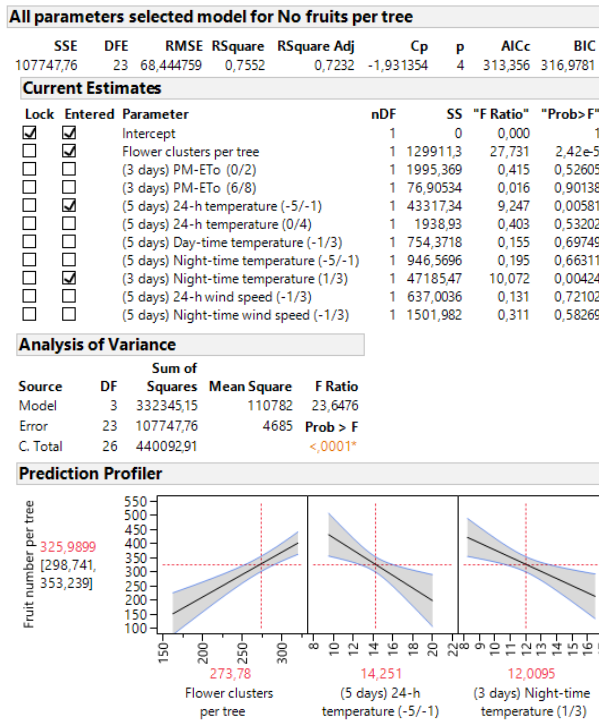 All parameters selected model for No fruits per tree
SSE DFE RMSE RSquare RSquare Adj Cp p AICc BIC
107747,76 23 68,444759 0,7552 0,7232 -1,931354 4 313,356 316,9781
Current Estimates
Lock Entered Parameter nDF SS "F Ratio" "Prob>F"
Intercept 1 0 0,000 1
Flower clusters per tree 1 129911,3 27,731 2,42e-5
(3 days) PM-ETo (0/2) 1 1995,369 0,415 0,52605
(3 days) PM-ETo (6/8) 1 76,90534 0,016 0,90138
(5 days) 24-h temperature (-5/-1) 1 43317,34 9,247 0,00581
(5 days) 24-h temperature (0/4) 1 1938,93 0,403 0,53202
(5 days) Day-time temperature (-1/3) 1 754,3718 0,155 0,69749
(5 days) Night-time temperature (-5/-1) 1 946,5696 0,195 0,66311
(3 days) Night-time temperature (1/3) 1 47185,47 10,072 0,00424
(5 days) 24-h wind speed (-1/3) 1 637,0036 0,131 0,72102
(5 days) Night-time wind speed (-1/3) 1 1501,982 0,311 0,58269
Analysis of Variance
Sum of
Source DF Squares Mean Square F Ratio
Model 3 332345,15 110782 23,6476
Error 23 107747,76 4685 Prob > F
C. Total 26 440092,91 <,0001*
Prediction Profiler
Fruit number per tree
325,9899
[298,741,
353,239]
550
500
450
400
350
300
250
200
150
100
150 200 250 300 8 10 12 14 16 18 20 22 8 9 10 11 12 13 14 15 16
273,78 14,251 12,0095
Flower clusters (5 days) 24-h (3 days) Night-time
per tree temperature (-5/-1) temperature (1/3)